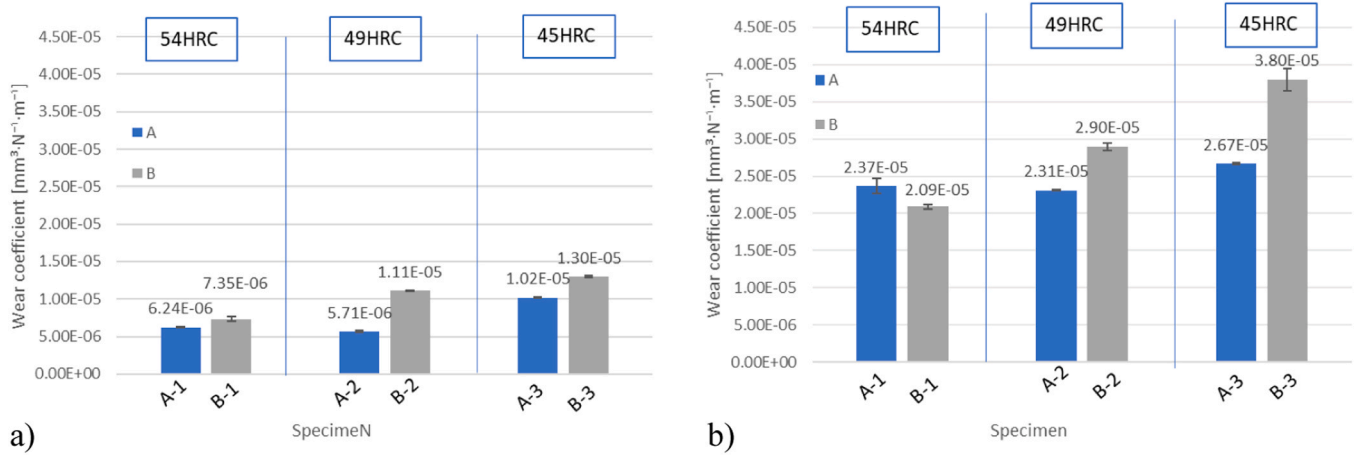 54HRC
49HRC
45HRC
4.50E-05
4.00E-05
3.50E-05
3.00E-05
2.50E-05
2.00E-05
1.50E-05
1.00E-05
5.00E-06
0.00E+00
Wear coefficient [mm³·N⁻¹·m⁻¹]
A
B
6.24E-06
7.35E-06
5.71E-06
1.11E-05
1.02E-05
1.30E-05
A-1
B-1
A-2
B-2
A-3
B-3
SpecimeN
a)
54HRC
49HRC
45HRC
4.50E-05
4.00E-05
3.50E-05
3.00E-05
2.50E-05
2.00E-05
1.50E-05
1.00E-05
5.00E-06
0.00E+00
Wear coefficient [mm³·N⁻¹·m⁻¹]
A
B
2.37E-05
2.09E-05
2.31E-05
2.90E-05
2.67E-05
3.80E-05
A-1
B-1
A-2
B-2
A-3
B-3
Specimen
b)